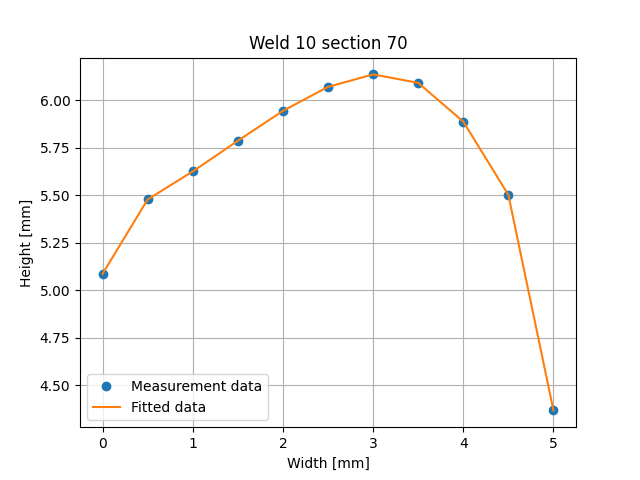 Weld 10 section 70
Height [mm]
6.00
5.75
5.50
5.25
5.00
4.75
4.50
Measurement data
Fitted data
0 1 2 3 4 5
Width [mm]